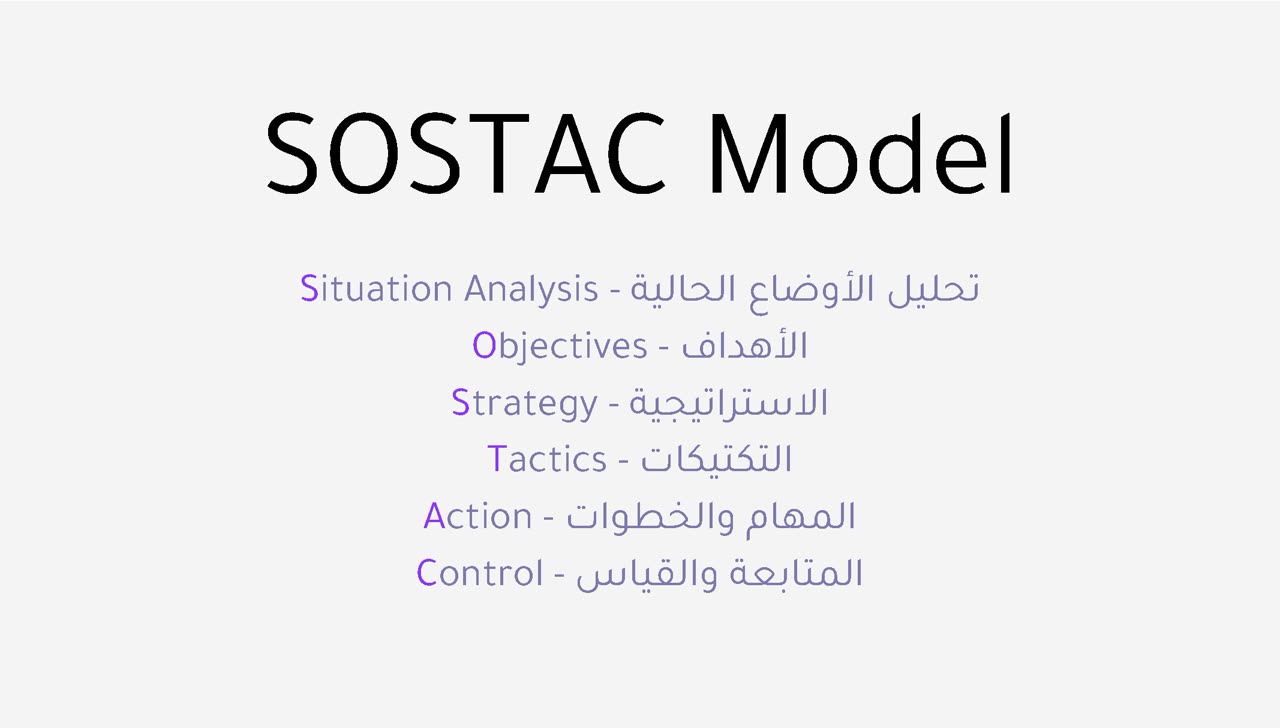 SOSTAC Model
Situation Analysis - تحليل الأوضاع الحالية
Objectives - الأهداف
Strategy - الاستراتيجية
Tactics - التكتيكات
Action - المهام والخطوات
Control - المتابعة والقياس